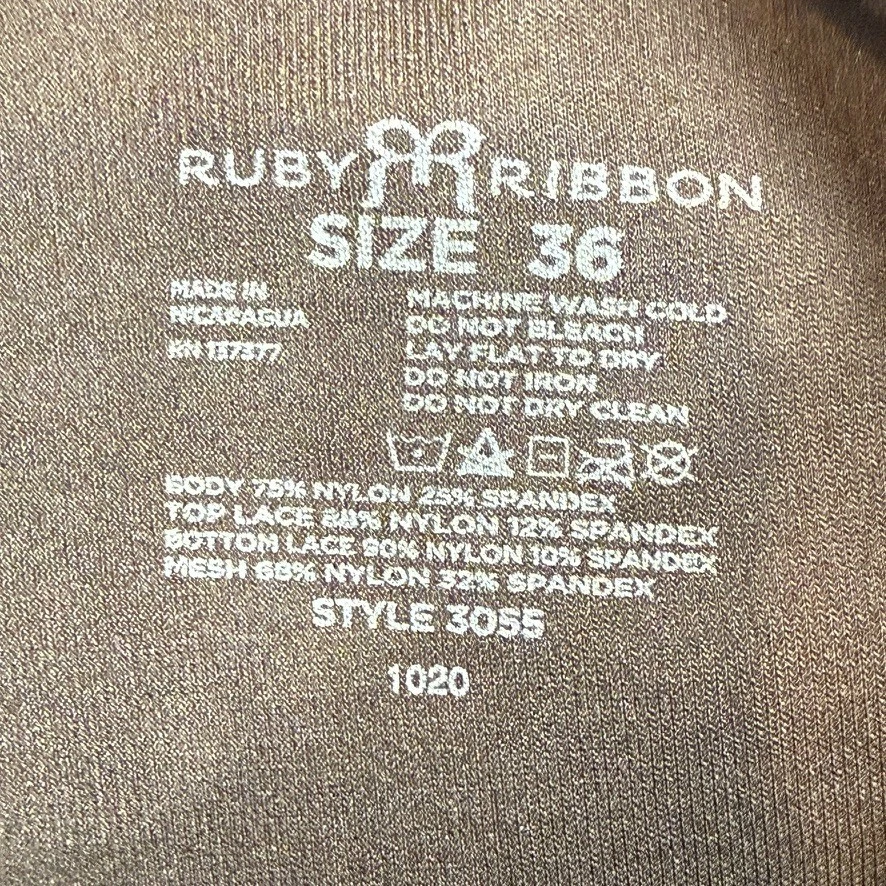 RUBY RIBBON
SIZE 36
MADE IN
NICARAGUA
RN 137377
MACHINE WASH COLD
DO NOT BLEACH
LAY FLAT TO DRY
DO NOT IRON
DO NOT DRY CLEAN
BODY 75% NYLON 25% SPANDEX
TOP LACE 88% NYLON 12% SPANDEX
BOTTOM LACE 90% NYLON 10% SPANDEX
MESH 68% NYLON 32% SPANDEX
STYLE 3055
1020